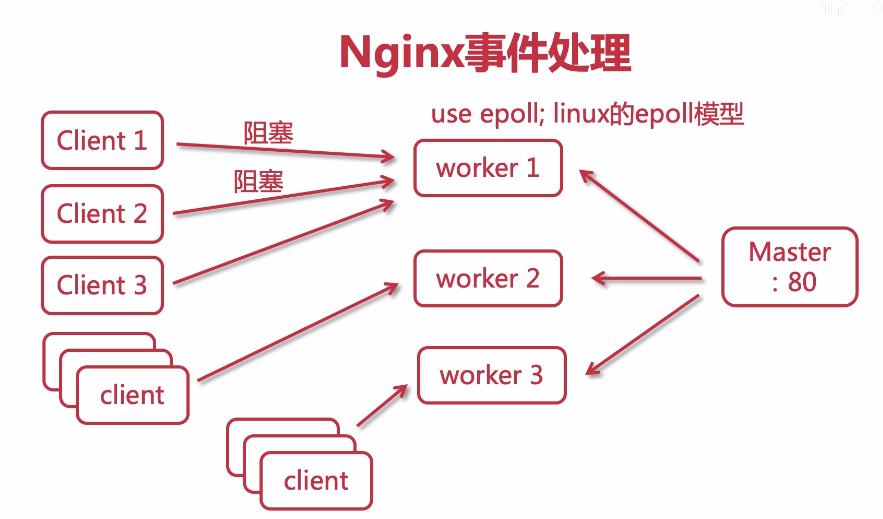 Nginx事件处理
use epoll; linux的epoll模型
Client 1
阻塞
worker 1
Client 2
阻塞
Client 3
worker 2
Master
：80
client
worker 3
client